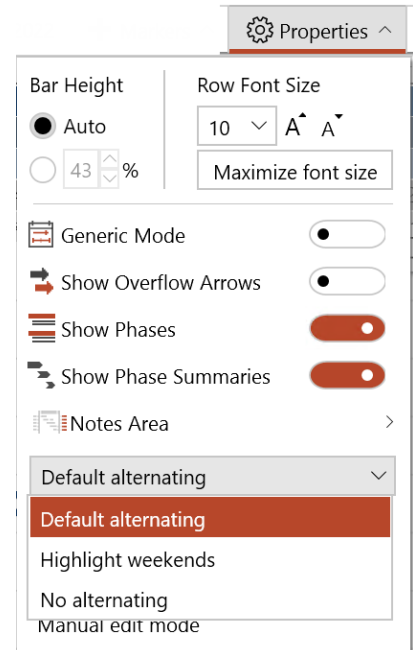 Properties
Bar Height
Row Font Size
Auto
10
A A
43 %
Maximize font size
Generic Mode
Show Overflow Arrows
Show Phases
Show Phase Summaries
Notes Area
Default alternating
Default alternating
Highlight weekends
No alternating
Manual edit mode